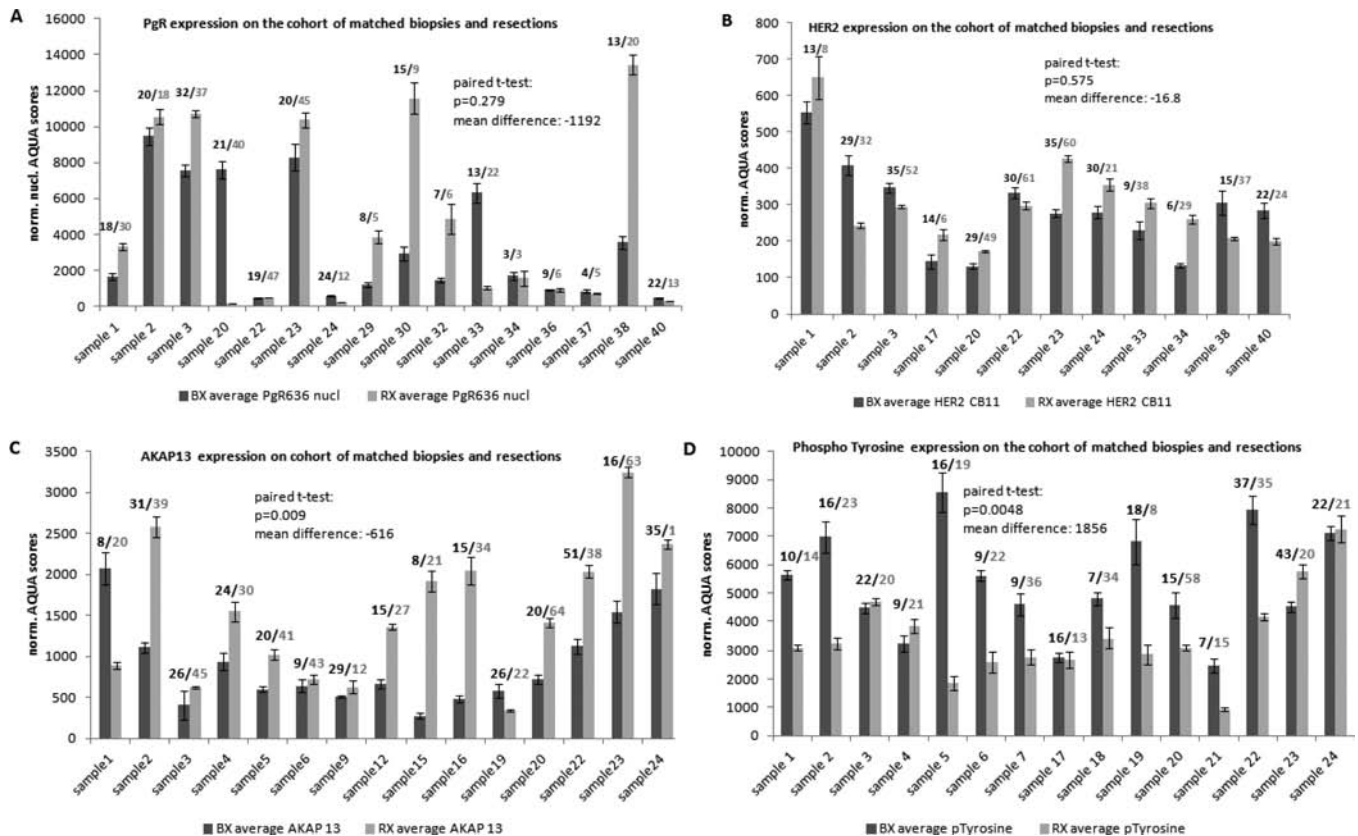 A
PgR expression on the cohort of matched biopsies and resections
norm. nucl. AQUA scores
16000
14000
12000
10000
8000
6000
4000
2000
0
18/30
20/18
32/37
21/40
19/47
20/45
24/12
8/5
15/9
7/6
13/22
3/3
9/6
4/5
13/20
22/13
paired t-test:
p=0.279
mean difference: -1192
sample 1
sample 2
sample 3
sample 20
sample 22
sample 23
sample 24
sample 29
sample 30
sample 32
sample 33
sample 34
sample 36
sample 37
sample 38
sample 40
BX average PgR636 nucl
RX average PgR636 nucl
B
HER2 expression on the cohort of matched biopsies and resections
norm. AQUA scores
800
700
600
500
400
300
200
100
0
13/8
29/32
35/52
14/6
29/49
30/61
35/60
30/21
9/38
6/29
15/37
22/24
paired t-test:
p=0.575
mean difference: -16.8
sample 1
sample 2
sample 3
sample 17
sample 20
sample 22
sample 23
sample 24
sample 33
sample 34
sample 38
sample 40
BX average HER2 CB11
RX average HER2 CB11
C
AKAP13 expression on cohort of matched biopsies and resections
norm. AQUA scores
3500
3000
2500
2000
1500
1000
500
0
8/20
31/39
26/45
24/30
20/41
9/43
29/12
15/27
8/21
15/34
26/22
20/64
51/38
16/63
35/1
paired t-test:
p=0.009
mean difference: -616
sample1
sample2
sample3
sample4
sample5
sample6
sample9
sample12
sample15
sample16
sample19
sample20
sample22
sample23
sample24
BX average AKAP 13
RX average AKAP 13
D
Phospho Tyrosine expression on the cohort of matched biospies and resections
norm. AQUA scores
10000
9000
8000
7000
6000
5000
4000
3000
2000
1000
0
10/14
16/23
22/20
9/21
16/19
9/22
9/36
16/13
7/34
18/8
15/58
7/15
37/35
43/20
22/21
paired t-test:
p=0.0048
mean difference: 1856
sample 1
sample 2
sample 3
sample 4
sample 5
sample 6
sample 7
sample 17
sample 18
sample 19
sample 20
sample 21
sample 22
sample 23
sample 24
BX average pTyrosine
RX average pTyrosine